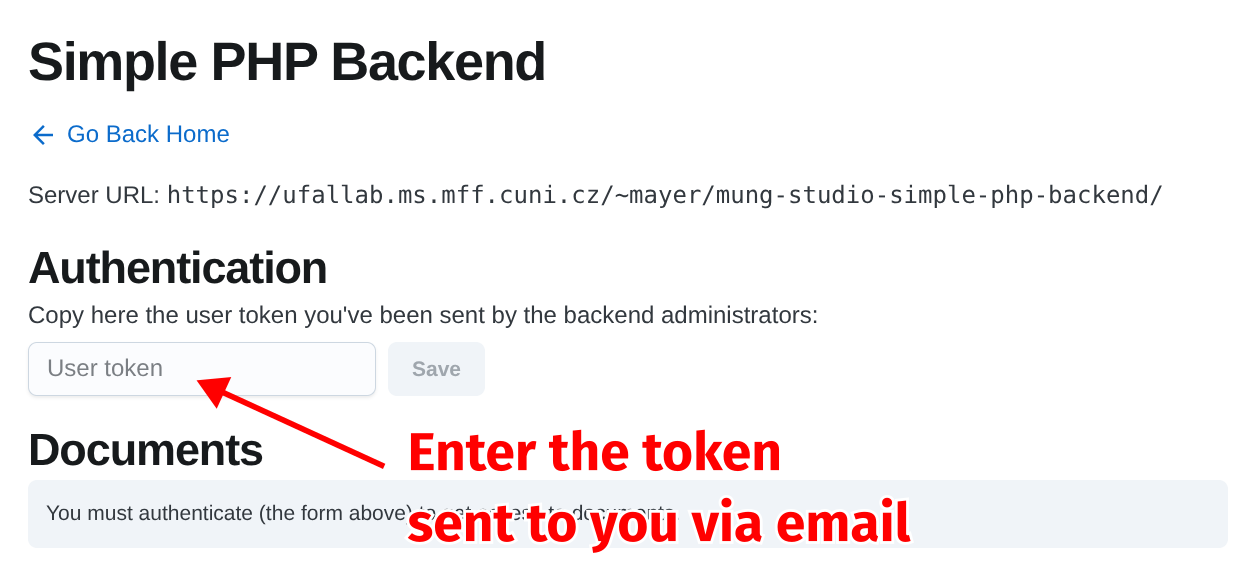 Simple PHP Backend
← Go Back Home
Server URL: https://ufallab.ms.mff.cuni.cz/~mayer/mung-studio-simple-php-backend/
Authentication
Copy here the user token you've been sent by the backend administrators:
User token
Save
Documents
Enter the token
You must authenticate (the form above)
sent to you via email